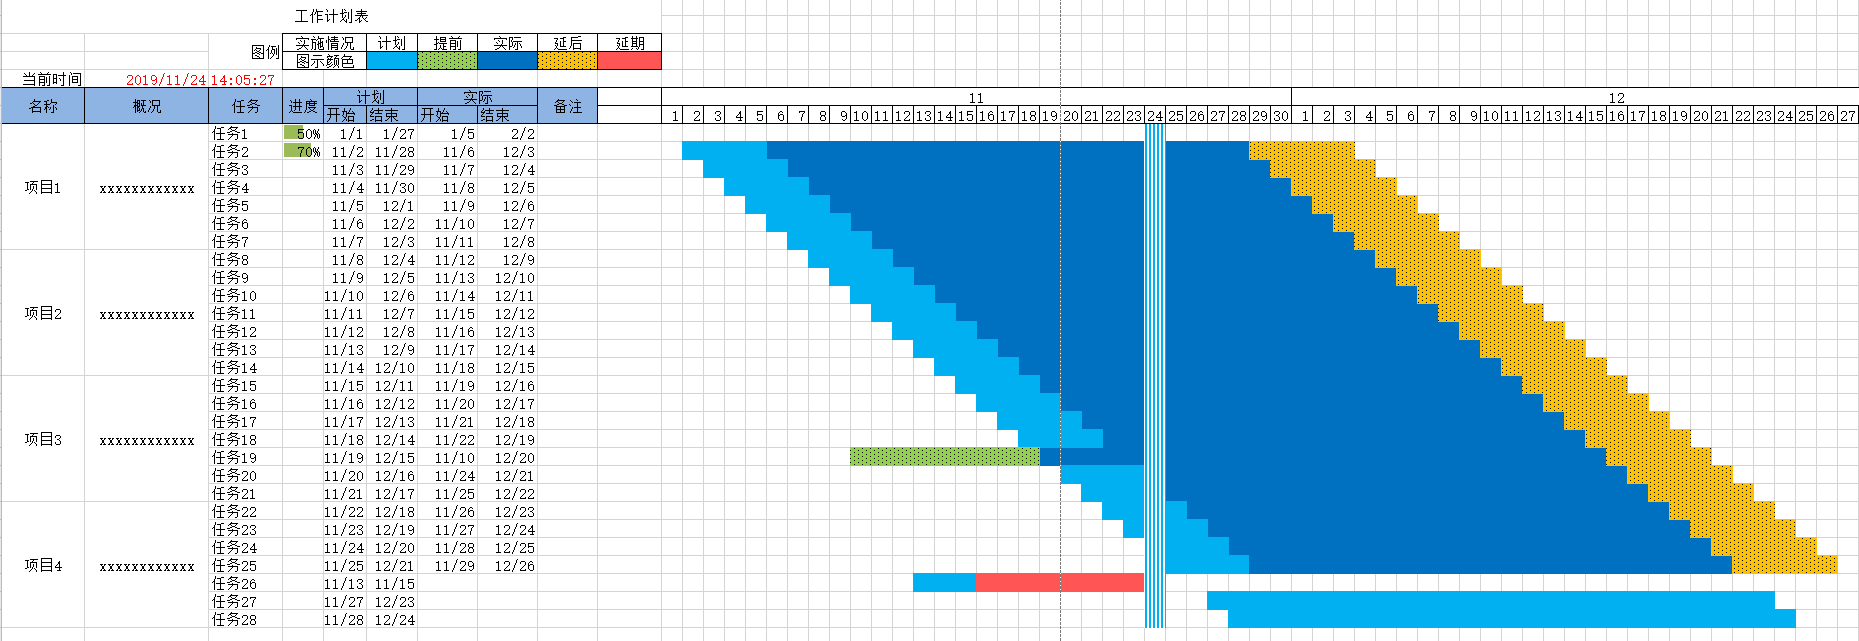 工作计划表
图例 实施情况 计划 提前 实际 延后 延期
图示颜色
当前时间 2019/11/24 14:05:27
名称 概况 任务 进度 计划 实际 备注 11 12
开始 结束 开始 结束 1 2 3 4 5 6 7 8 9 10 11 12 13 14 15 16 17 18 19 20 21 22 23 24 25 26 27 28 29 30 1 2 3 4 5 6 7 8 9 10 11 12 13 14 15 16 17 18 19 20 21 22 23 24 25 26 27
任务1 50% 1/1 1/27 1/5 2/2
任务2 70% 11/2 11/28 11/6 12/3
任务3 11/3 11/29 11/7 12/4
项目1 xxxxxxxxxxxx 任务4 11/4 11/30 11/8 12/5
任务5 11/5 12/1 11/9 12/6
任务6 11/6 12/2 11/10 12/7
任务7 11/7 12/3 11/11 12/8
任务8 11/8 12/4 11/12 12/9
任务9 11/9 12/5 11/13 12/10
任务10 11/10 12/6 11/14 12/11
项目2 xxxxxxxxxxxx 任务11 11/11 12/7 11/15 12/12
任务12 11/12 12/8 11/16 12/13
任务13 11/13 12/9 11/17 12/14
任务14 11/14 12/10 11/18 12/15
任务15 11/15 12/11 11/19 12/16
任务16 11/16 12/12 11/20 12/17
任务17 11/17 12/13 11/21 12/18
项目3 xxxxxxxxxxxx 任务18 11/18 12/14 11/22 12/19
任务19 11/19 12/15 11/10 12/20
任务20 11/20 12/16 11/24 12/21
任务21 11/21 12/17 11/25 12/22
任务22 11/22 12/18 11/26 12/23
任务23 11/23 12/19 11/27 12/24
任务24 11/24 12/20 11/28 12/25
项目4 xxxxxxxxxxxx 任务25 11/25 12/21 11/29 12/26
任务26 11/13 11/15
任务27 11/27 12/23
任务28 11/28 12/24